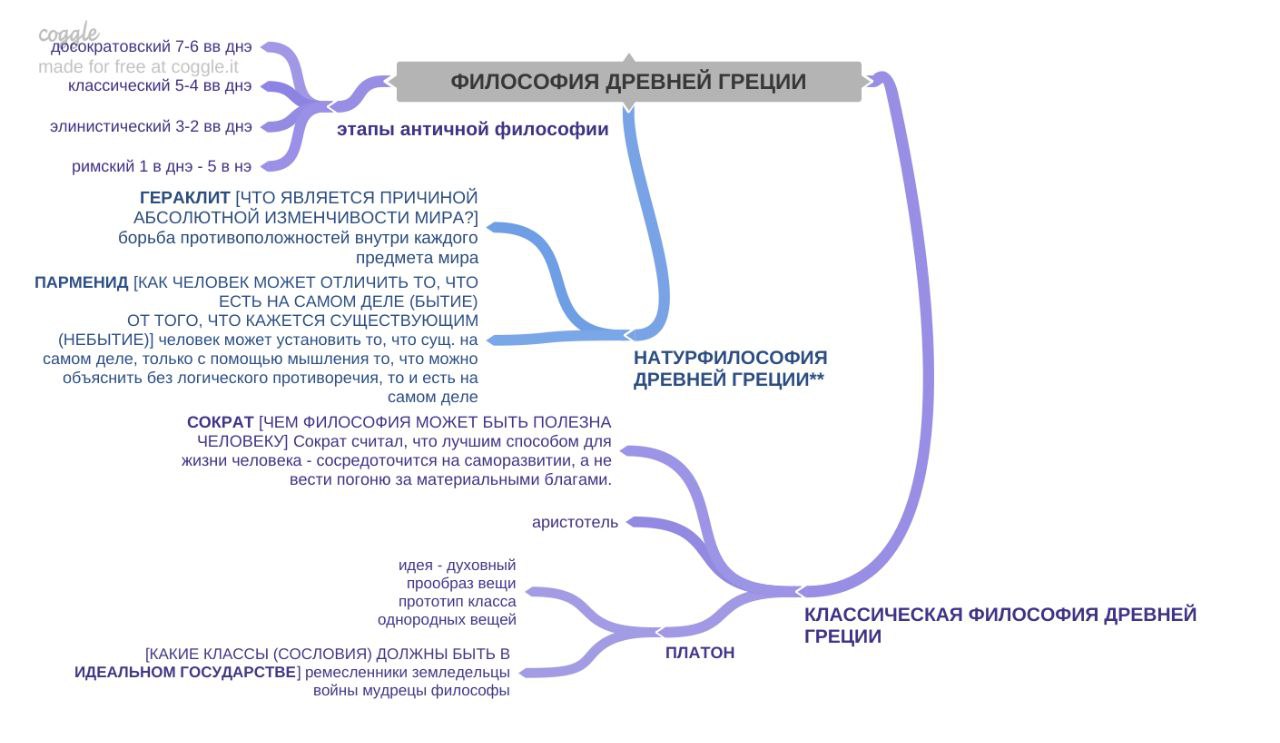 coggle
made for free at coggle.it
ФИЛОСОФИЯ ДРЕВНЕЙ ГРЕЦИИ
этапы античной философии
досократовский 7-6 вв днэ
классический 5-4 вв днэ
элинистический 3-2 вв днэ
римский 1 в днэ - 5 в нэ
ГЕРАКЛИТ [ЧТО ЯВЛЯЕТСЯ ПРИЧИНОЙ
АБСОЛЮТНОЙ ИЗМЕНЧИВОСТИ МИРА?]
борьба противоположностей внутри каждого
предмета мира
ПАРМЕНИД [КАК ЧЕЛОВЕК МОЖЕТ ОТЛИЧИТЬ ТО, ЧТО
ЕСТЬ НА САМОМ ДЕЛЕ (БЫТИЕ)
ОТ ТОГО, ЧТО КАЖЕТСЯ СУЩЕСТВУЮЩИМ
(НЕБЫТИЕ)] человек может установить то, что сущ. на
самом деле, только с помощью мышления то, что можно
объяснить без логического противоречия, то и есть на
самом деле
НАТУРФИЛОСОФИЯ
ДРЕВНЕЙ ГРЕЦИИ**
СОКРАТ [ЧЕМ ФИЛОСОФИЯ МОЖЕТ БЫТЬ ПОЛЕЗНА
ЧЕЛОВЕКУ] Сократ считал, что лучшим способом для
жизни человека - сосредоточится на саморазвитии, а не
вести погоню за материальными благами.
аристотель
идея - духовный
прообраз вещи
прототип класса
однородных вещей
[КАКИЕ КЛАССЫ (СОСЛОВИЯ) ДОЛЖНЫ БЫТЬ В
ИДЕАЛЬНОМ ГОСУДАРСТВЕ] ремесленники земледельцы
войны мудрецы философы
ПЛАТОН
КЛАССИЧЕСКАЯ ФИЛОСОФИЯ ДРЕВНЕЙ
ГРЕЦИИ